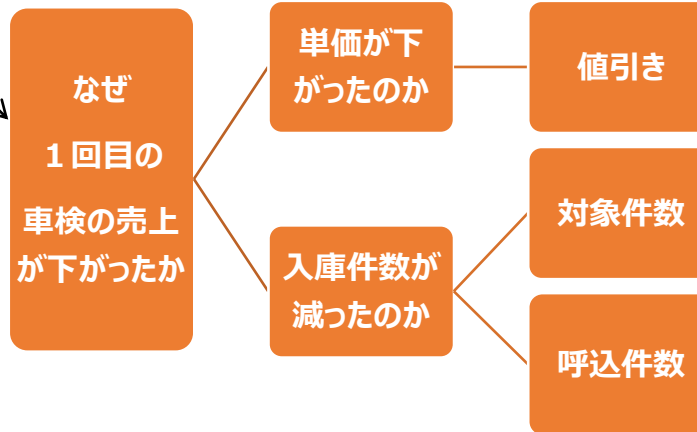 なぜ
１回目の
車検の売上
が下がったか
単価が下
がったのか
値引き
入庫件数が
減ったのか
対象件数
呼込件数